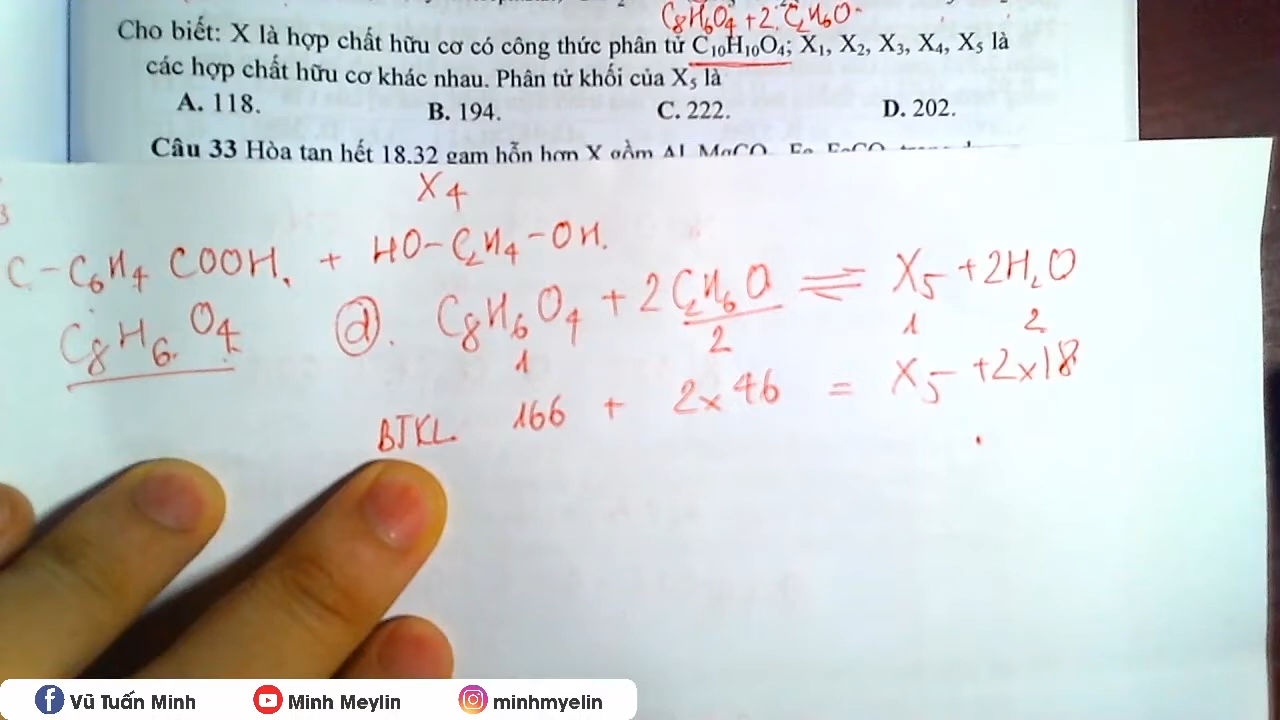 C₈H₆O₄ + 2.C₂H₆O
Cho biết: X là hợp chất hữu cơ có công thức phân tử C₁₀H₁₀O₄; X₁, X₂, X₃, X₄, X₅ là
các hợp chất hữu cơ khác nhau. Phân tử khối của X₅ là
A. 118. B. 194. C. 222. D. 202.
Câu 33 Hòa tan hết 18.32 gam hỗn hợp X gồm Al, MgCO₃, Fe, FeCO₃
X₄
C - C₆H₄ COOH. + HO - C₂H₄ - OH.
C₈H₆O₄
d. C₈H₆O₄ + 2C₂H₆O ⇌ X₅ + 2H₂O
1 2 1 2
BTKL 166 + 2x46 = X₅ + 2x18
Vũ Tuấn Minh Minh Meylin minhmyelin